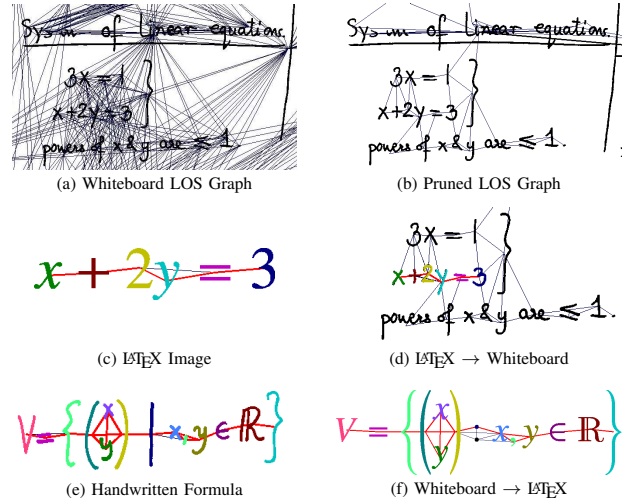 Sys m of Linear equations.
3x = 1 }
x+2y = 3
powers of x & y are ≤ 1.
(a) Whiteboard LOS Graph
Sys m of Linear equations.
3x = 1 }
x+2y = 3
powers of x & y are ≤ 1.
(b) Pruned LOS Graph
x + 2y = 3
(c) LATEX Image
3x = 1 }
x+2y = 3
powers of x & y are ≤ 1.
(d) LATEX → Whiteboard
V = { ( x y ) | x, y ∈ ℝ }
(e) Handwritten Formula
V = { ( x y ) : x, y ∈ ℝ }
(f) Whiteboard → LATEX